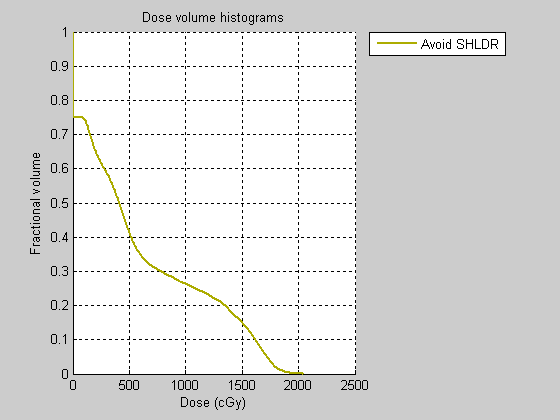 Dose volume histograms
Avoid SHLDR
Fractional volume
1
0.9
0.8
0.7
0.6
0.5
0.4
0.3
0.2
0.1
0
0 500 1000 1500 2000 2500
Dose (cGy)